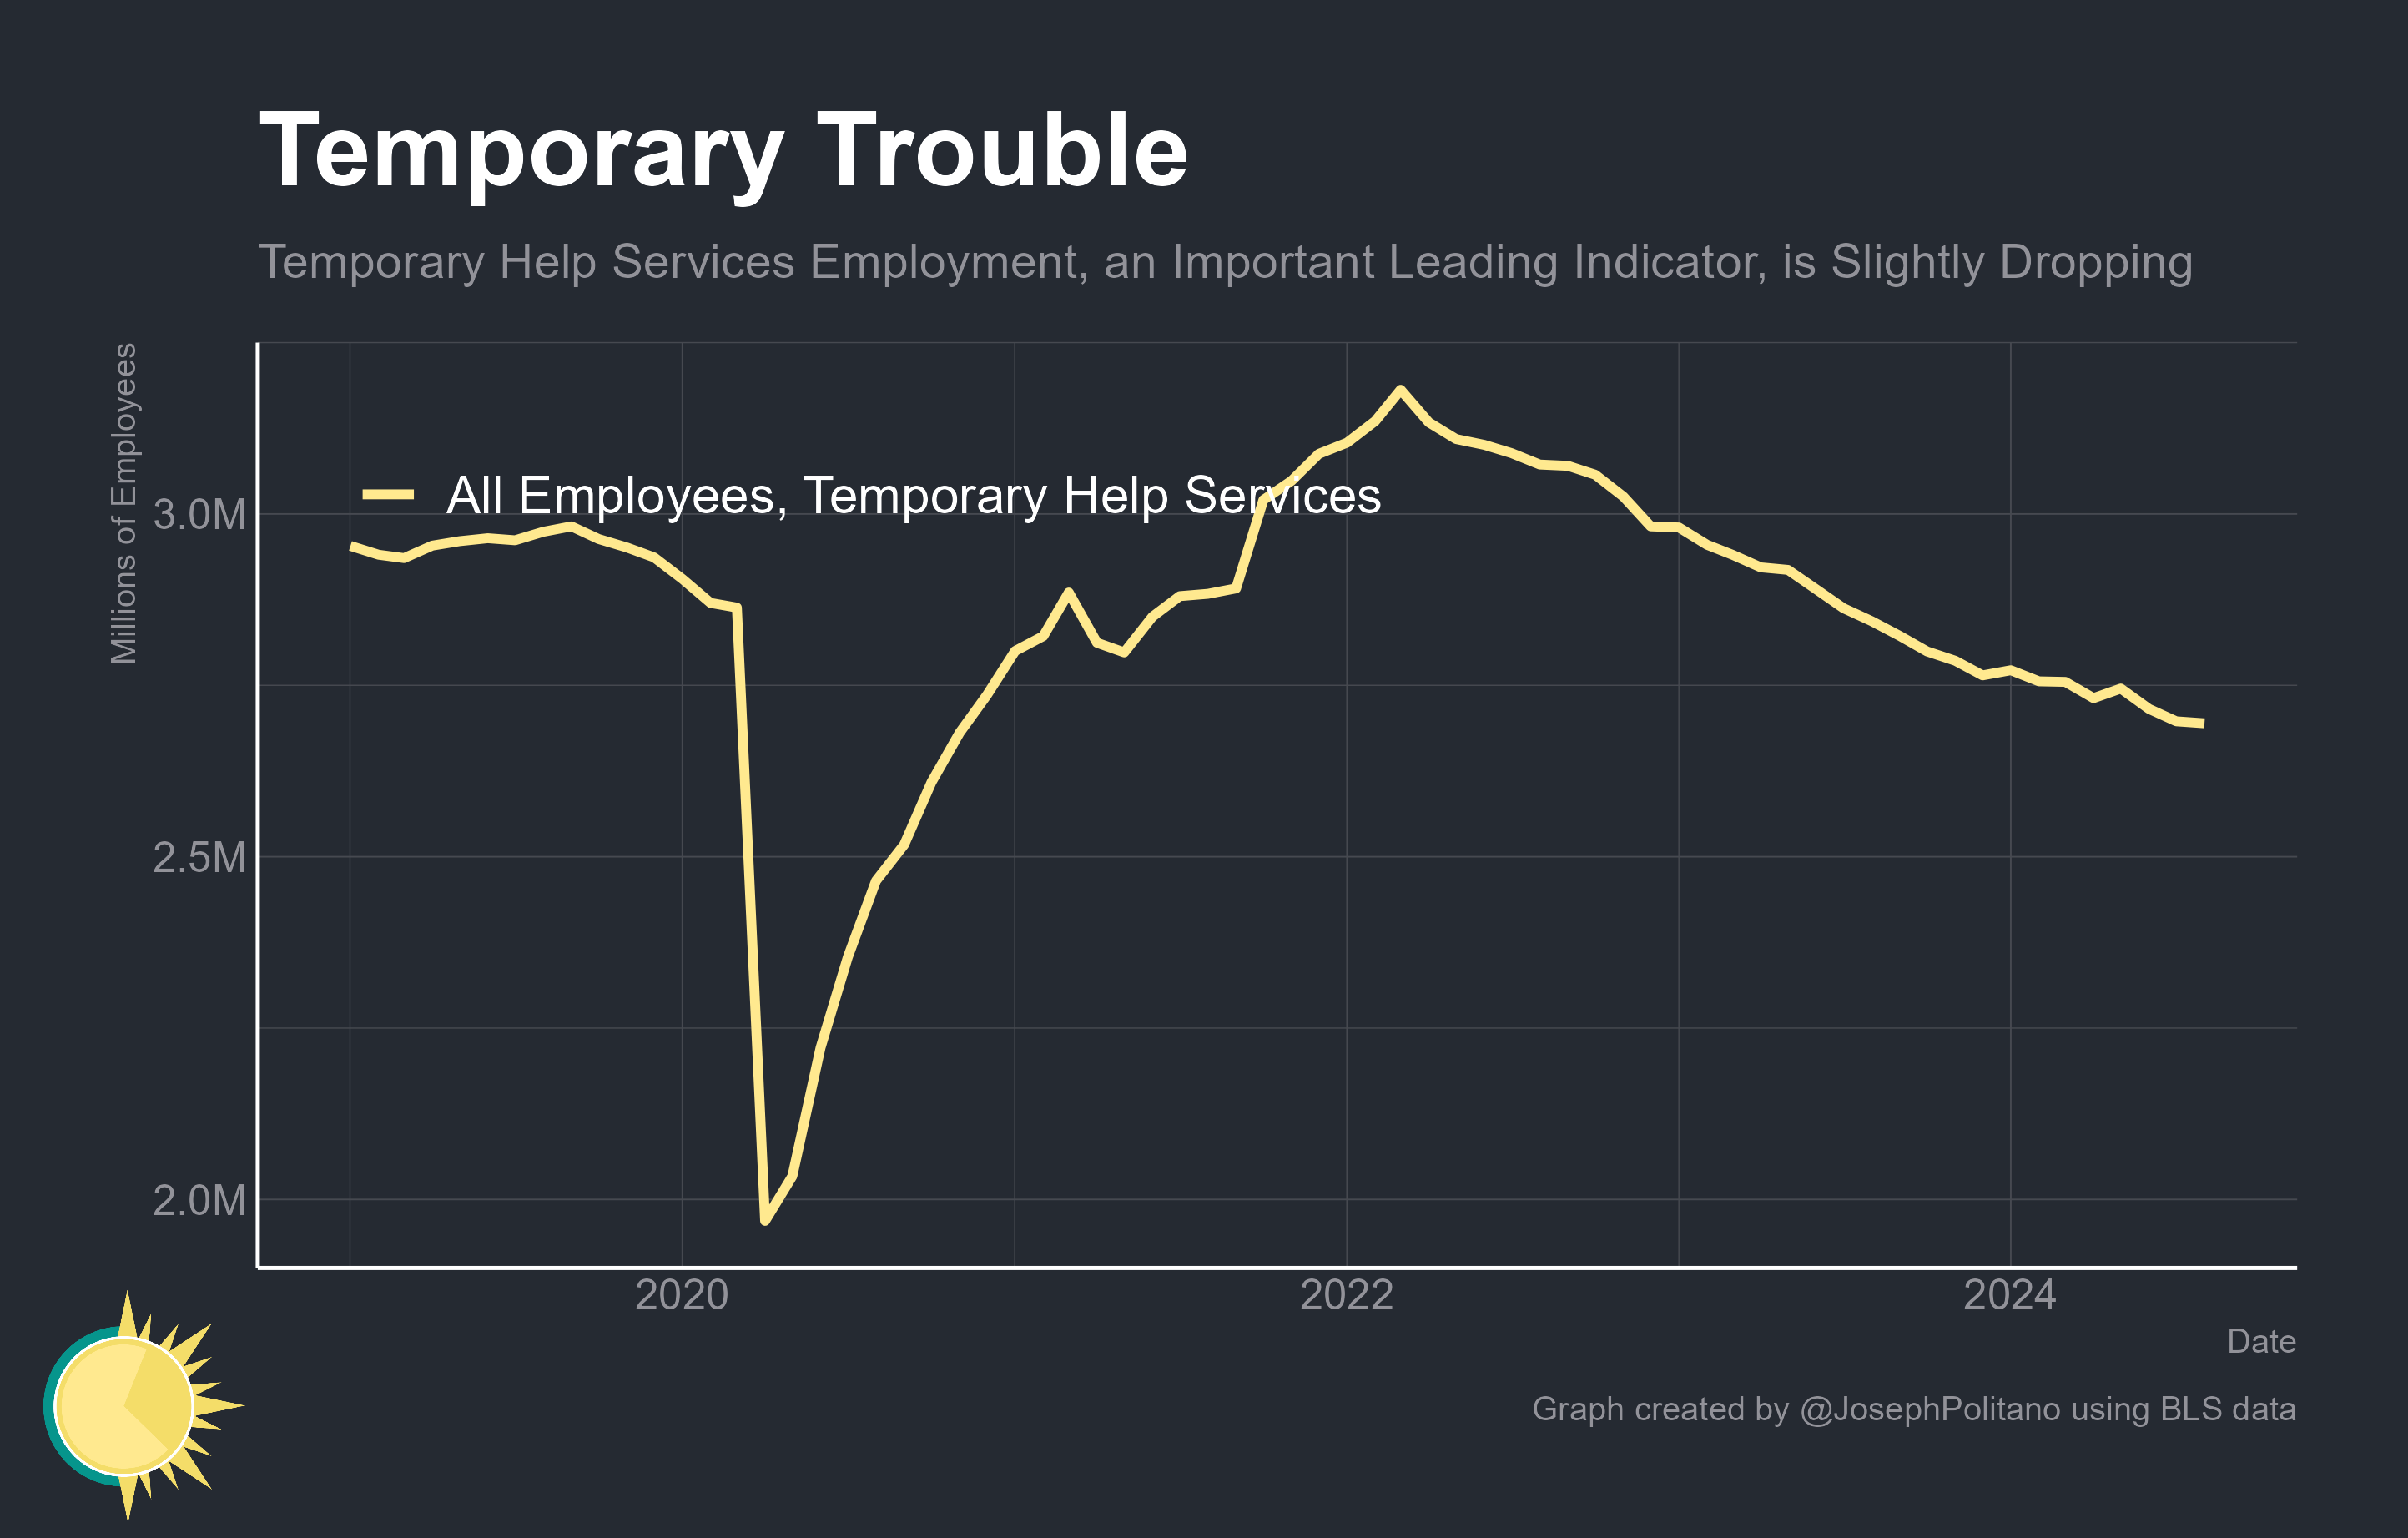 Temporary Trouble
Temporary Help Services Employment, an Important Leading Indicator, is Slightly Dropping
Millions of Employees
All Employees, Temporary Help Services
3.0M
2.5M
2.0M
2020
2022
2024
Date
Graph created by @JosephPolitano using BLS data